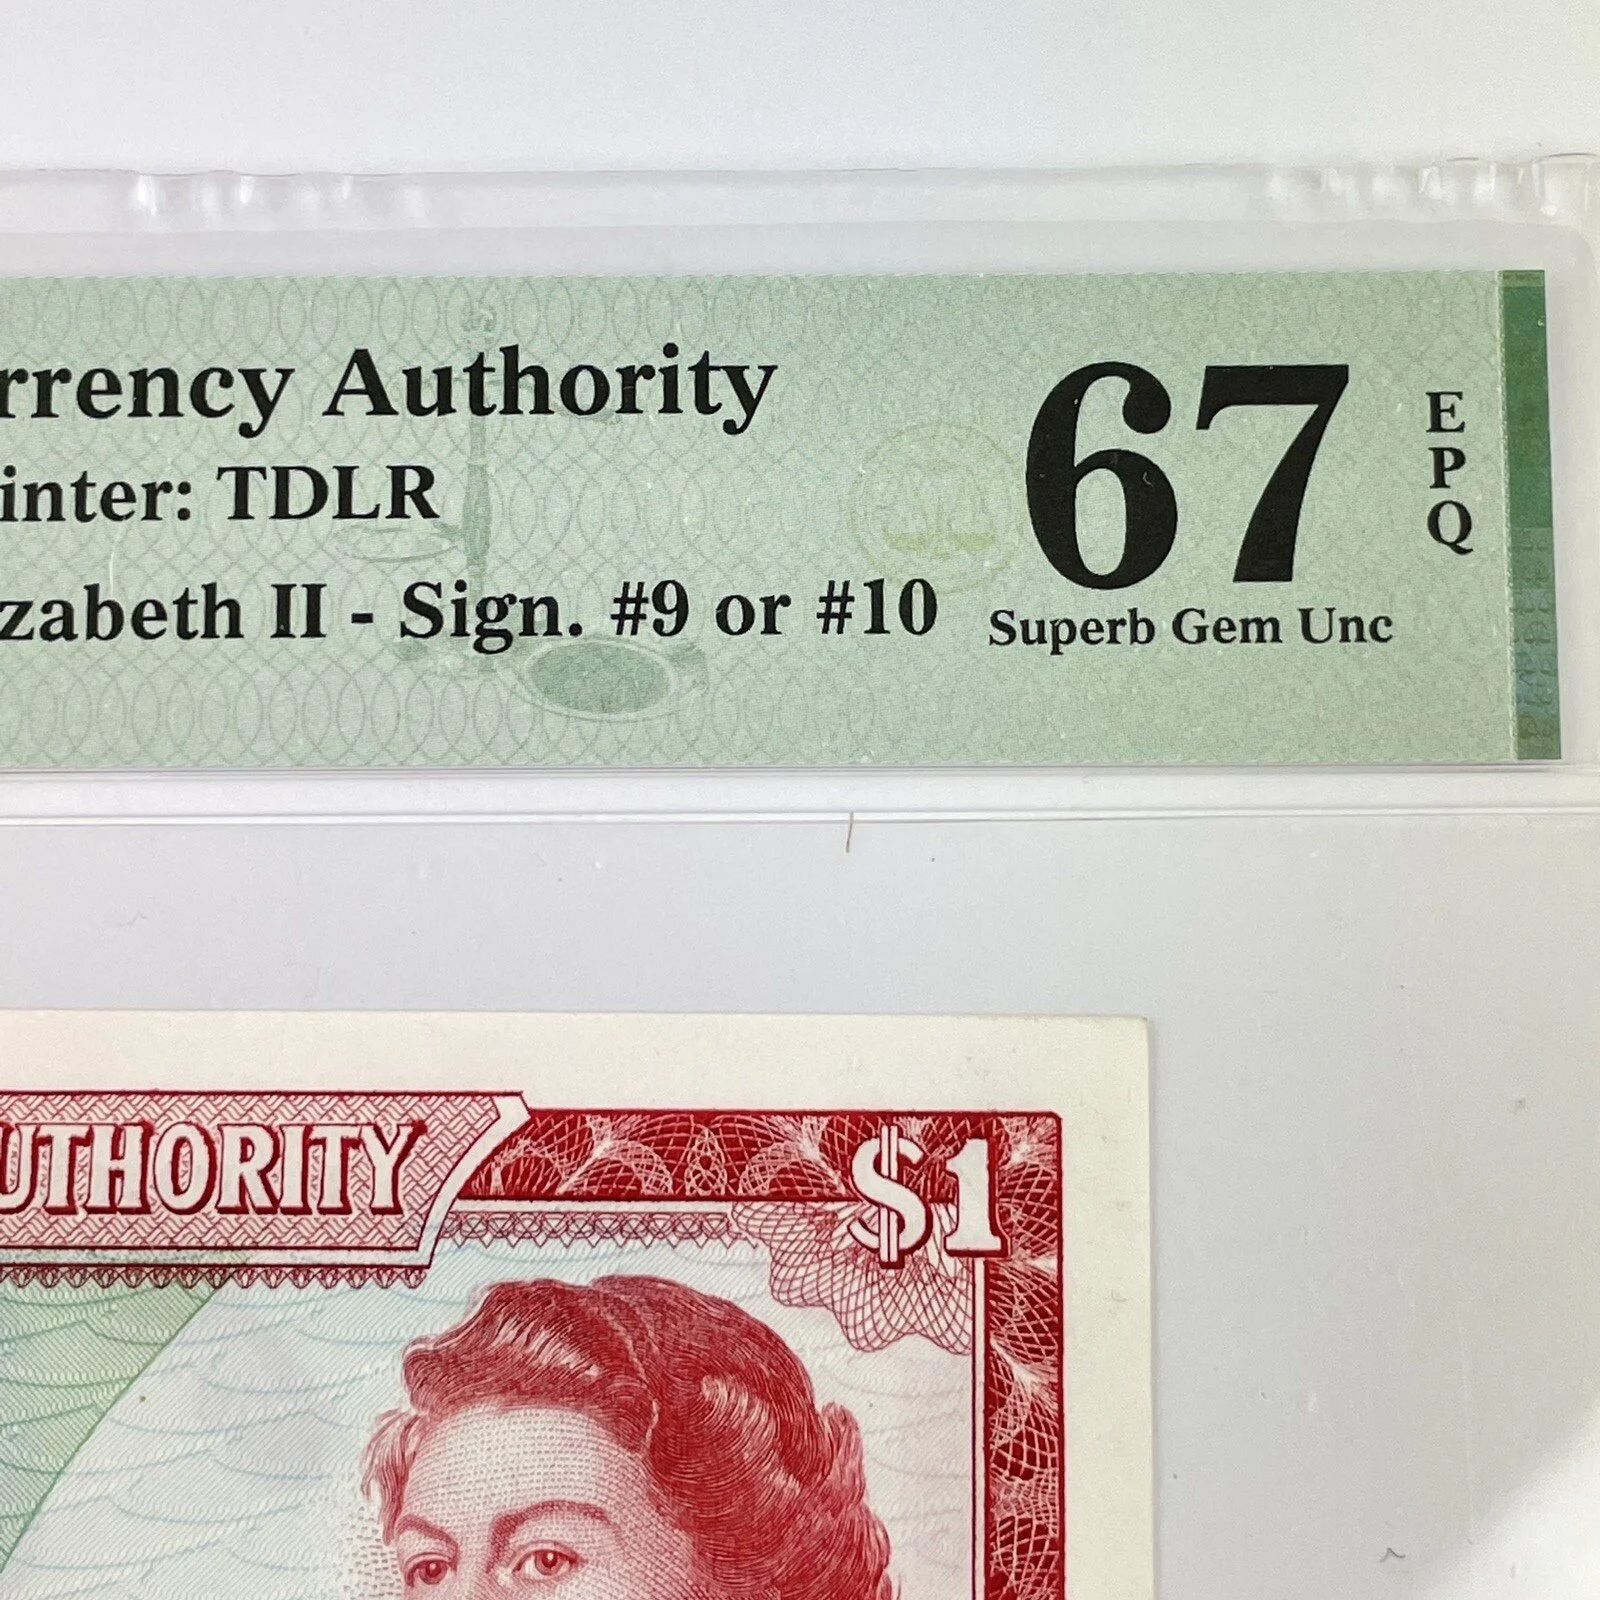 rrency Authority
inter: TDLR
zabeth II - Sign. #9 or #10
67
EPQ
Superb Gem Unc
UTHORITY
$1